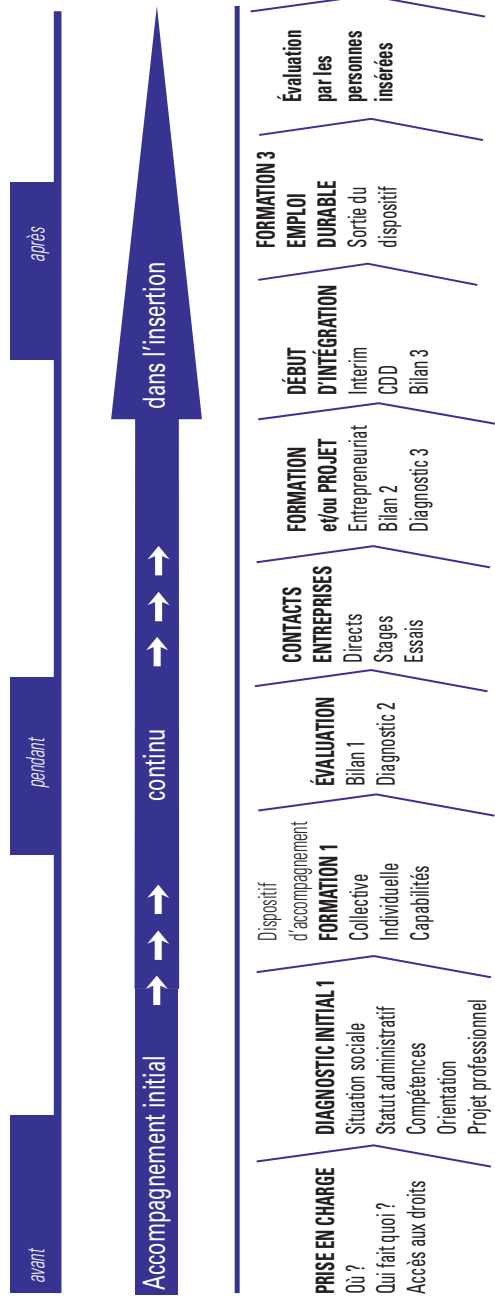 avant
pendant
après
Accompagnement initial
continu
dans l'insertion
PRISE EN CHARGE
Où ?
Qui fait quoi ?
Accès aux droits
DIAGNOSTIC INITIAL 1
Situation sociale
Statut administratif
Compétences
Orientation
Projet professionnel
Dispositif
d'accompagnement
FORMATION 1
Collective
Individuelle
Capabilités
ÉVALUATION
Bilan 1
Diagnostic 2
CONTACTS
ENTREPRISES
Directs
Stages
Essais
FORMATION
et/ou PROJET
Entrepreneuriat
Bilan 2
Diagnostic 3
DÉBUT
D'INTÉGRATION
Interim
CDD
Bilan 3
FORMATION 3
EMPLOI
DURABLE
Sortie du
dispositif
Évaluation
par les
personnes
insérées